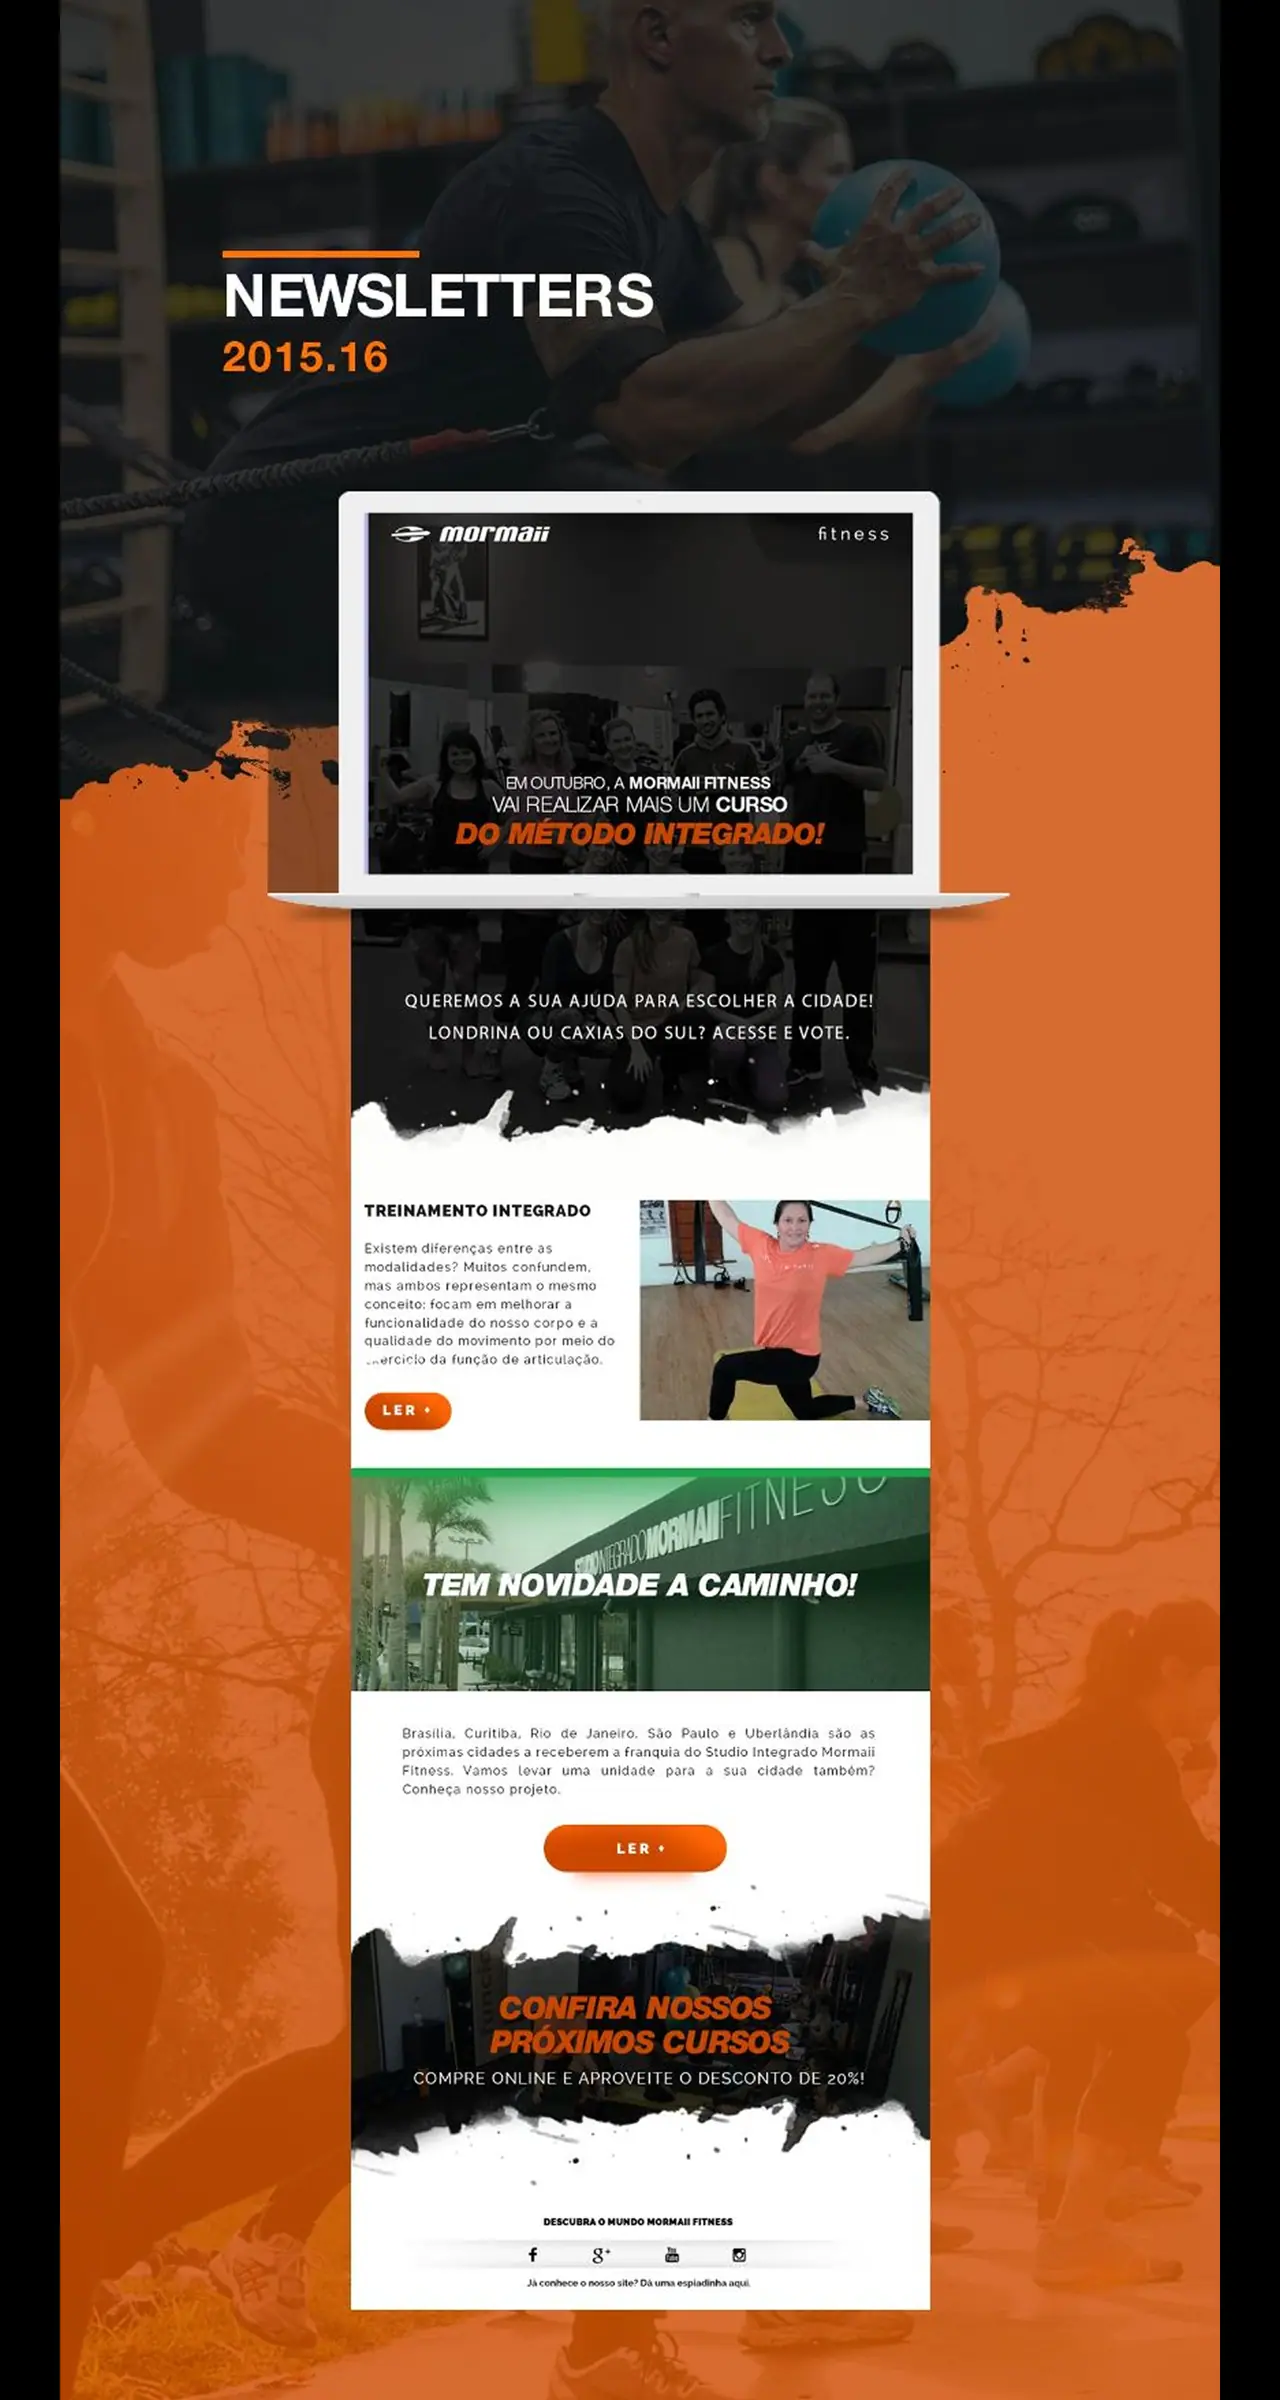 NEWSLETTERS
2015.16
mormaii
fitness
EM OUTUBRO, A MORMAII FITNESS
VAI REALIZAR MAIS UM CURSO
DO MÉTODO INTEGRADO!
QUEREMOS A SUA AJUDA PARA ESCOLHER A CIDADE!
LONDRINA OU CAXIAS DO SUL? ACESSE E VOTE.
TREINAMENTO INTEGRADO
Existem diferenças entre as
modalidades? Muitos confundem,
mas ambos representam o mesmo
conceito: focam em melhorar a
funcionalidade do nosso corpo e a
qualidade do movimento por meio do
exercício da função de articulação.
LER +
STUDIO INTEGRADO MORMAII FITNESS
TEM NOVIDADE A CAMINHO!
Brasília, Curitiba, Rio de Janeiro, São Paulo e Uberlândia são as
próximas cidades a receberem a franquia do Studio Integrado Mormaii
Fitness. Vamos levar uma unidade para a sua cidade também?
Conheça nosso projeto.
LER +
CONFIRA NOSSOS
PRÓXIMOS CURSOS
COMPRE ONLINE E APROVEITE O DESCONTO DE 20%!
DESCUBRA O MUNDO MORMAII FITNESS
f g+ You Tube
Já conhece o nosso site? Dá uma espiadinha aqui.